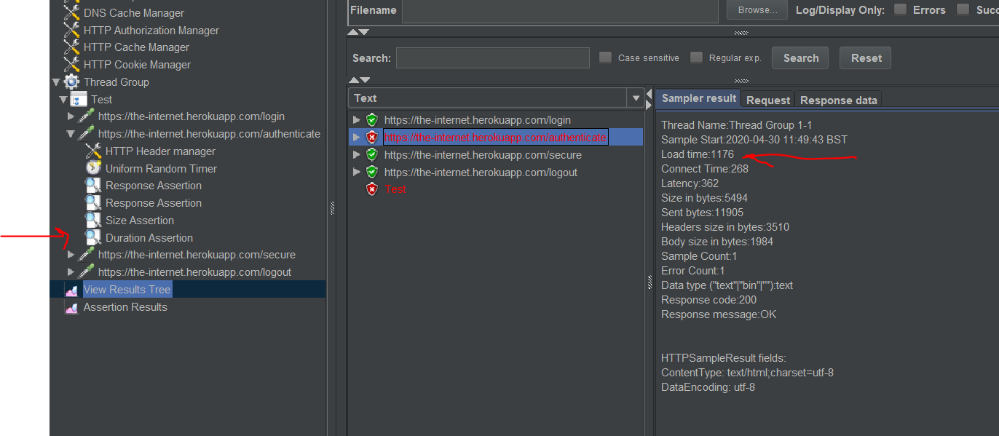 DNS Cache Manager
HTTP Authorization Manager
HTTP Cache Manager
HTTP Cookie Manager
Thread Group
Test
https://the-internet.herokuapp.com/login
https://the-internet.herokuapp.com/authenticate
HTTP Header manager
Uniform Random Timer
Response Assertion
Response Assertion
Size Assertion
Duration Assertion
https://the-internet.herokuapp.com/secure
https://the-internet.herokuapp.com/logout
View Results Tree
Assertion Results
Filename Browse... Log/Display Only: Errors
Search: Case sensitive Regular exp. Search Reset
Text
https://the-internet.herokuapp.com/login
https://the-internet.herokuapp.com/authenticate
https://the-internet.herokuapp.com/secure
https://the-internet.herokuapp.com/logout
Test
Sampler result Request Response data
Thread Name:Thread Group 1-1
Sample Start:2020-04-30 11:49:43 BST
Load time:1176
Connect Time:268
Latency:362
Size in bytes:5494
Sent bytes:11905
Headers size in bytes:3510
Body size in bytes:1984
Sample Count:1
Error Count:1
Data type ("text"|"bin"|""):text
Response code:200
Response message:OK
HTTPSampleResult fields:
ContentType: text/html;charset=utf-8
DataEncoding: utf-8